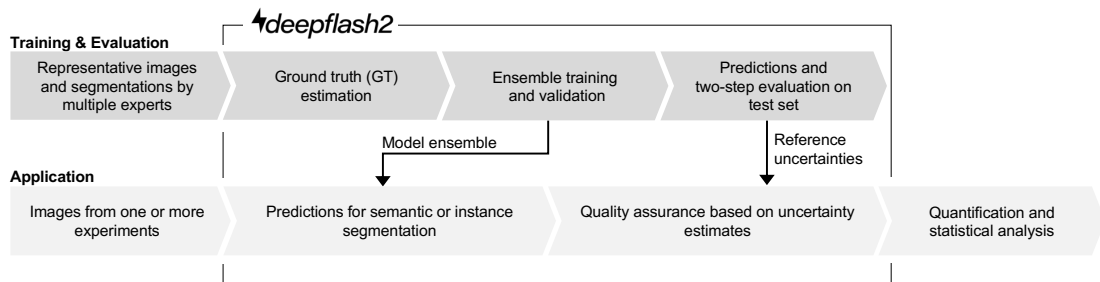 deepflash2
Training & Evaluation
Representative images
and segmentations by
multiple experts
Ground truth (GT)
estimation
Ensemble training
and validation
Predictions and
two-step evaluation on
test set
Model ensemble
Reference
uncertainties
Application
Images from one or more
experiments
Predictions for semantic or instance
segmentation
Quality assurance based on uncertainty
estimates
Quantification and
statistical analysis